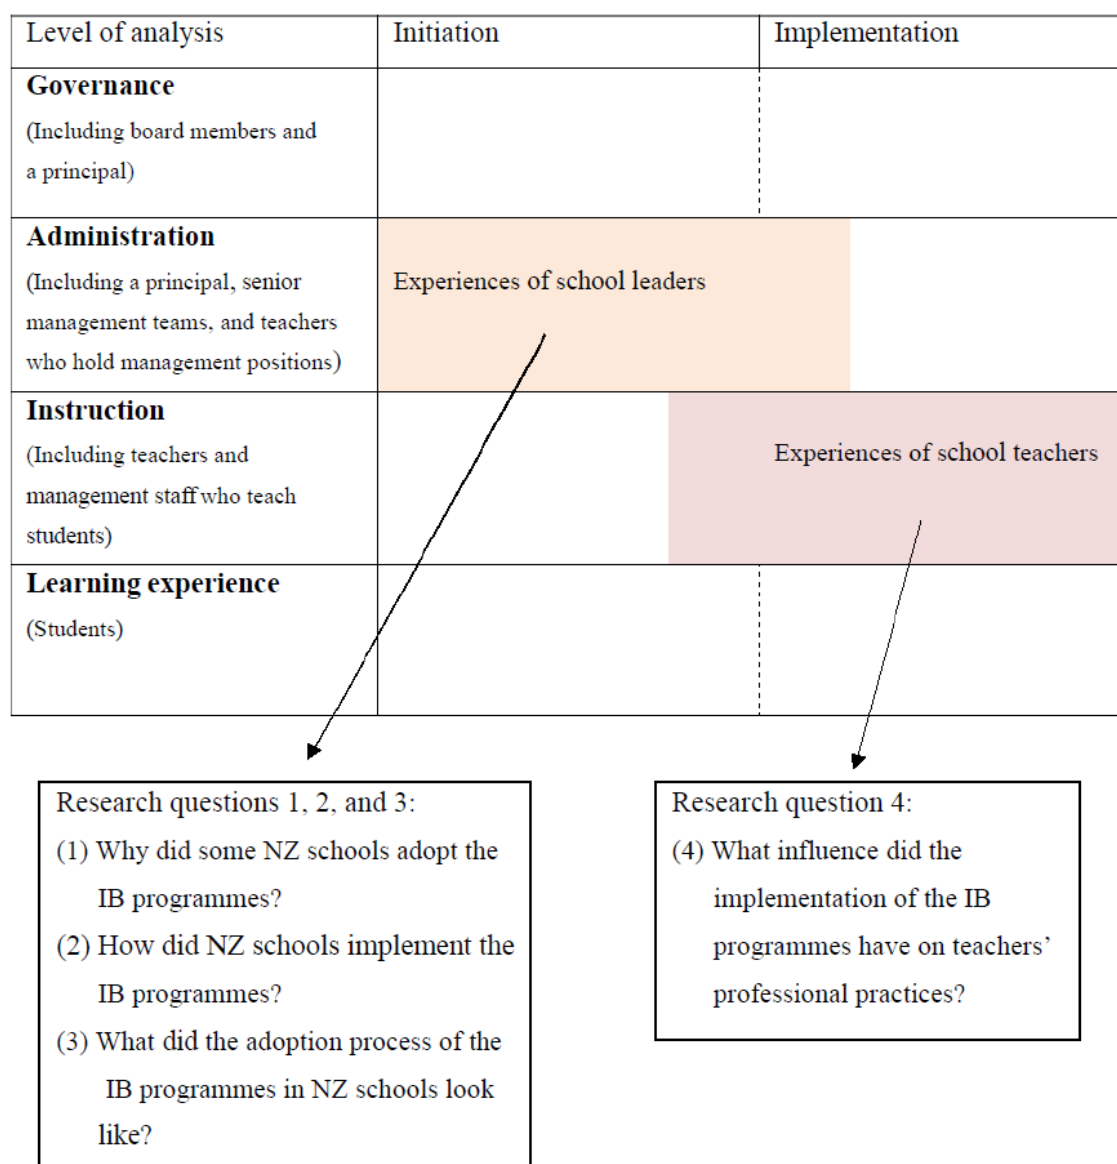 Level of analysis
Initiation
Implementation
Governance
(Including board members and
a principal)
Administration
(Including a principal, senior
management teams, and teachers
who hold management positions)
Experiences of school leaders
Instruction
(Including teachers and
management staff who teach
students)
Experiences of school teachers
Learning experience
(Students)
Research questions 1, 2, and 3:
(1) Why did some NZ schools adopt the
IB programmes?
(2) How did NZ schools implement the
IB programmes?
(3) What did the adoption process of the
IB programmes in NZ schools look
like?
Research question 4:
(4) What influence did the
implementation of the IB
programmes have on teachers’
professional practices?